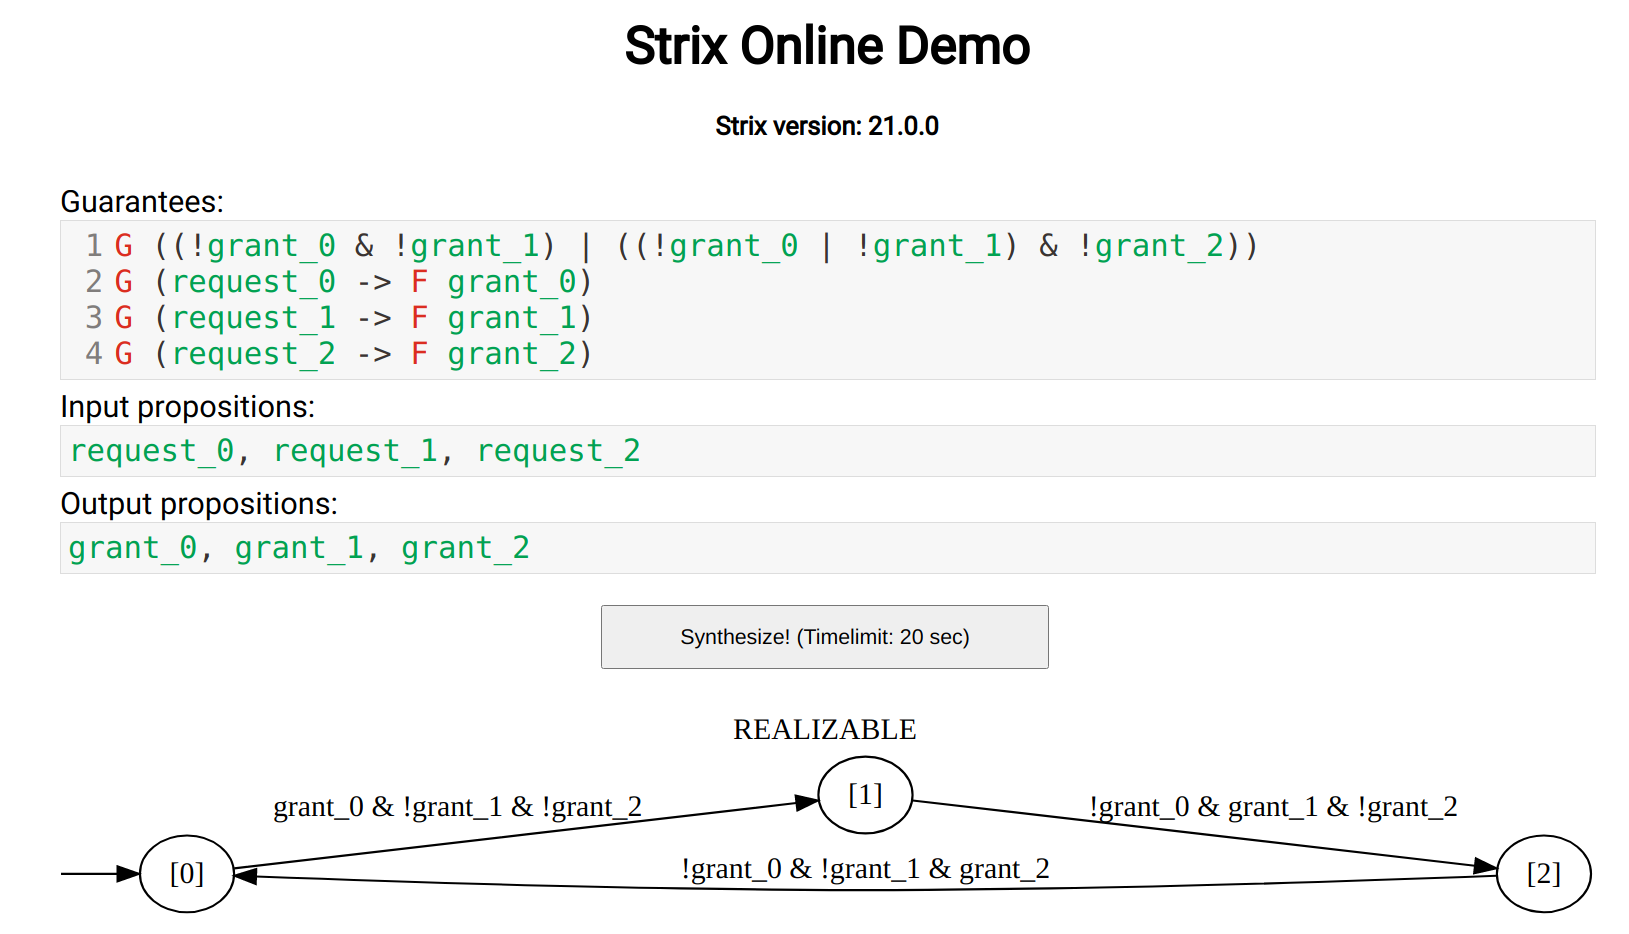 Strix Online Demo
Strix version: 21.0.0
Guarantees:
1 G ((!grant_0 & !grant_1) | ((!grant_0 | !grant_1) & !grant_2))
2 G (request_0 -> F grant_0)
3 G (request_1 -> F grant_1)
4 G (request_2 -> F grant_2)
Input propositions:
request_0, request_1, request_2
Output propositions:
grant_0, grant_1, grant_2
Synthesize! (Timelimit: 20 sec)
REALIZABLE
[1]
grant_0 & !grant_1 & !grant_2
!grant_0 & grant_1 & !grant_2
!grant_0 & !grant_1 & grant_2
[0]
[2]